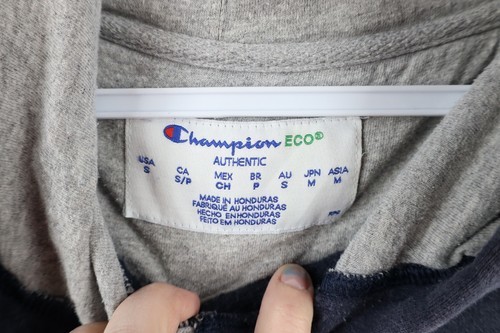 Champion ECO®
AUTHENTIC
USA CA MEX BR AU JPN ASIA
S S/P CH P S M M
MADE IN HONDURAS
FABRIQUÉ AU HONDURAS
HECHO EN HONDURAS
FEITO EM HONDURAS